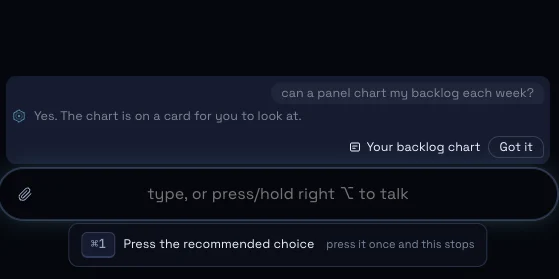 can a panel chart my backlog each week?
Yes. The chart is on a card for you to look at.
Your backlog chart Got it
type, or press/hold right ⌥ to talk
⌘1 Press the recommended choice press it once and this stops